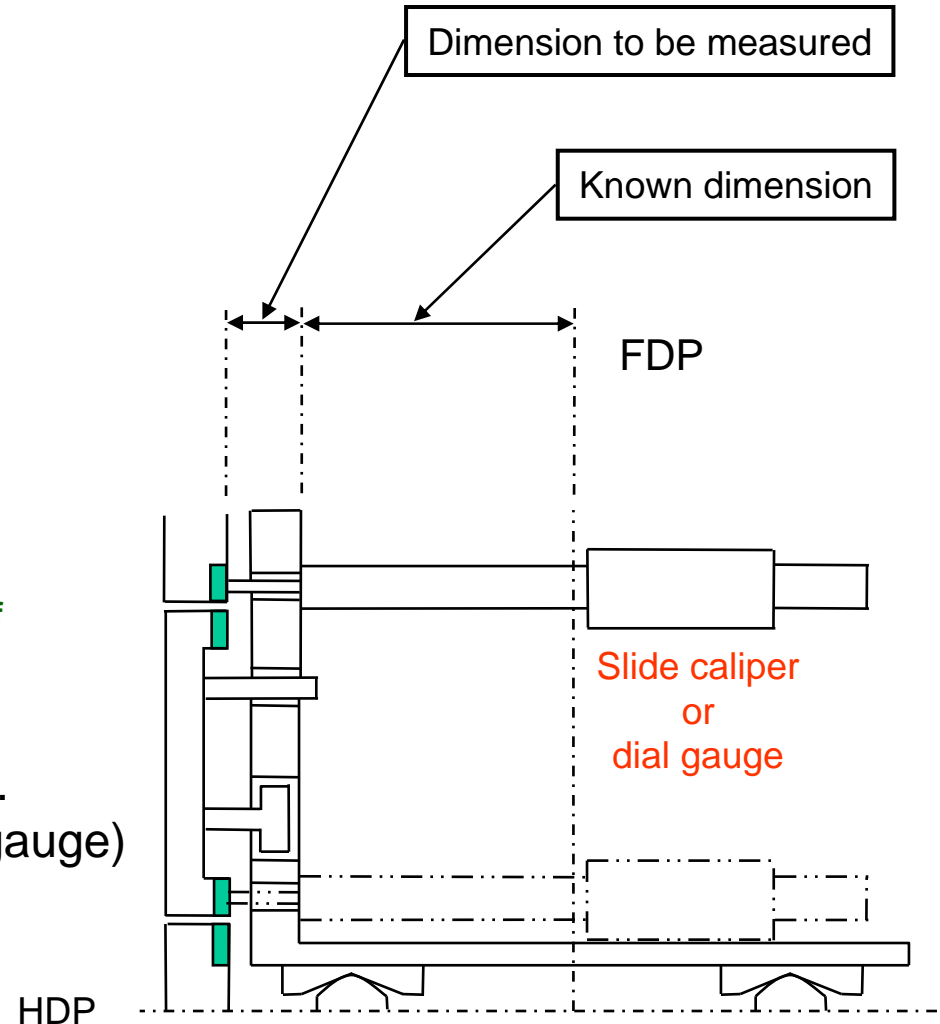 Dimension to be measured
Known dimension
FDP
Slide caliper
or
dial gauge
gauge)
HDP